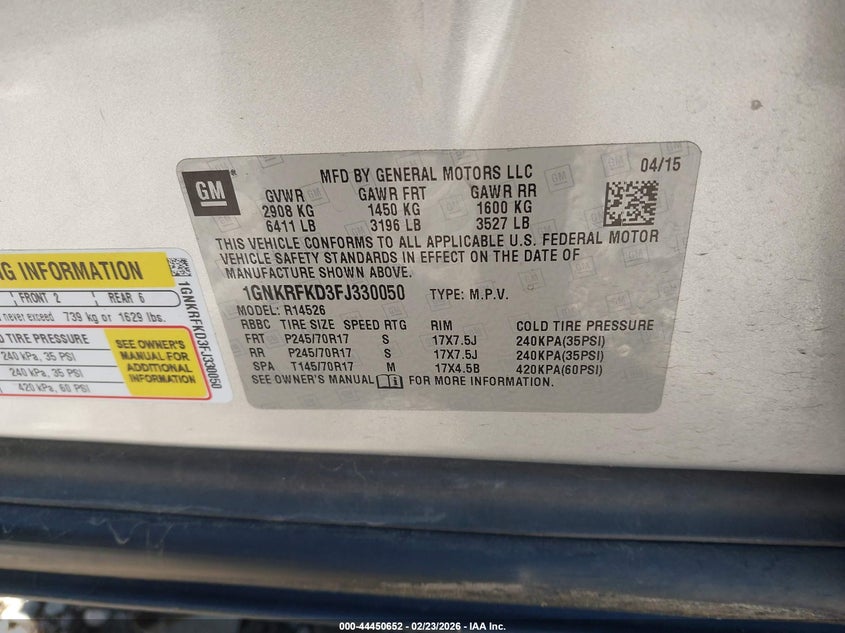 GM
MFD BY GENERAL MOTORS LLC
04/15
GVWR GAWR FRT GAWR RR
2908 KG 1450 KG 1600 KG
6411 LB 3196 LB 3527 LB
THIS VEHICLE CONFORMS TO ALL APPLICABLE U.S. FEDERAL MOTOR
VEHICLE SAFETY STANDARDS IN EFFECT ON THE DATE OF
MANUFACTURE SHOWN ABOVE.
1GNKRFKD3FJ330050 TYPE: M.P.V.
MODEL: R14526
RBBC TIRE SIZE SPEED RTG RIM COLD TIRE PRESSURE
FRT P245/70R17 S 17X7.5J 240KPA(35PSI)
RR P245/70R17 S 17X7.5J 240KPA(35PSI)
SPA T145/70R17 M 17X4.5B 420KPA(60PSI)
SEE OWNER'S MANUAL FOR MORE INFORMATION.
NG INFORMATION
FRONT 2 REAR 6
never exceed 739 kg or 1629 lbs.
TIRE PRESSURE
240 kPa, 35 PSI
240 kPa, 35 PSI
420 kPa, 60 PSI
SEE OWNER'S
MANUAL FOR
ADDITIONAL
INFORMATION
1GNKRFKD3FJ330050
000-44450652 - 02/23/2026 - IAA Inc.